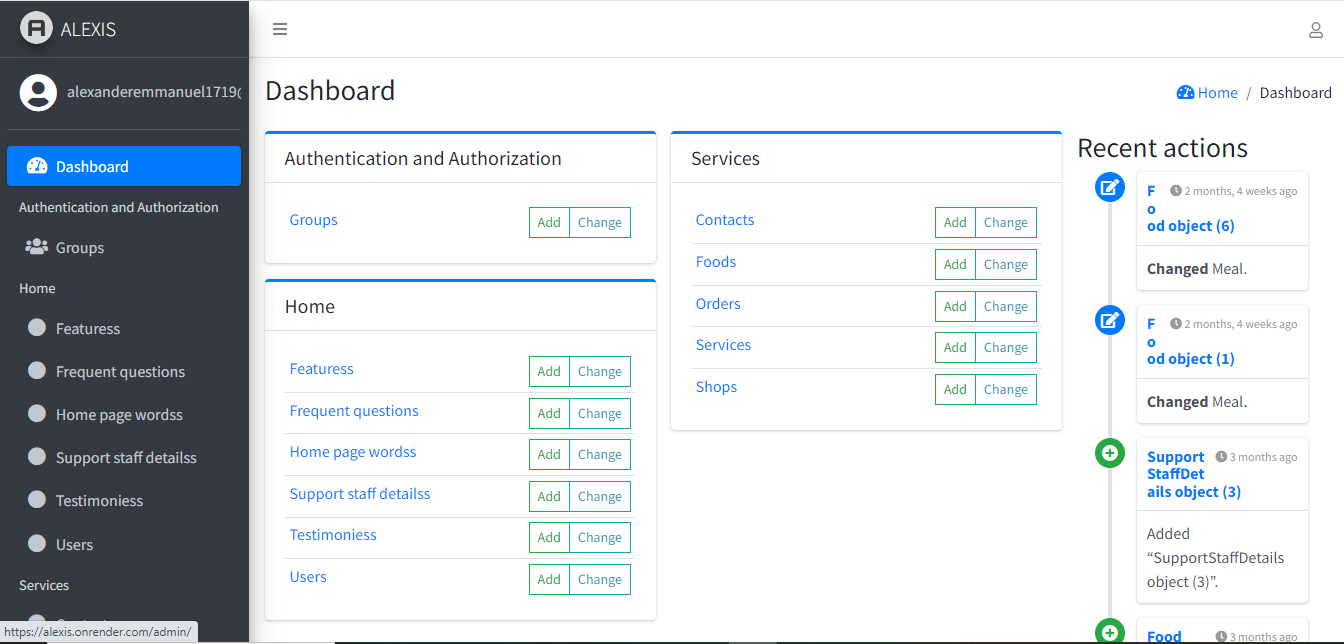 ALEXIS
alexanderemmanuel1719
Dashboard
Authentication and Authorization
Groups
Home
Featuress
Frequent questions
Home page wordss
Support staff detailss
Testimoniess
Users
Services
https://alexis.onrender.com/admin/
Dashboard
Home / Dashboard
Authentication and Authorization
Groups Add Change
Home
Featuress Add Change
Frequent questions Add Change
Home page wordss Add Change
Support staff detailss Add Change
Testimoniess Add Change
Users Add Change
Services
Contacts Add Change
Foods Add Change
Orders Add Change
Services Add Change
Shops Add Change
Recent actions
F 2 months, 4 weeks ago
o
od object (6)
Changed Meal.
F 2 months, 4 weeks ago
o
od object (1)
Changed Meal.
Support 3 months ago
StaffDet
ails object (3)
Added
“SupportStaffDetails
object (3)”.
Food 3 months ago